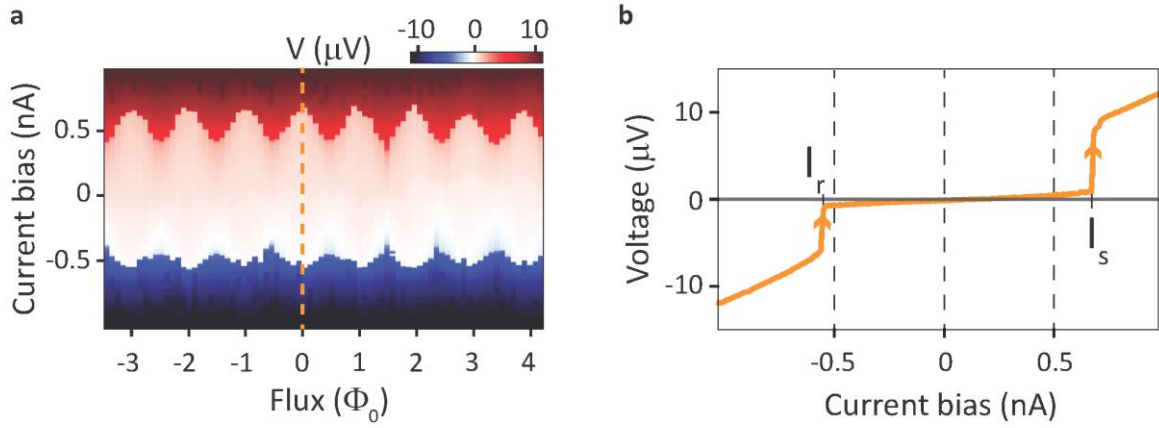 a
V (μV)
-10 0 10
Current bias (nA)
0.5
0
-0.5
-3 -2 -1 0 1 2 3 4
Flux (Φ0)
b
Voltage (μV)
10
0
-10
Ir
Is
-0.5 0 0.5
Current bias (nA)